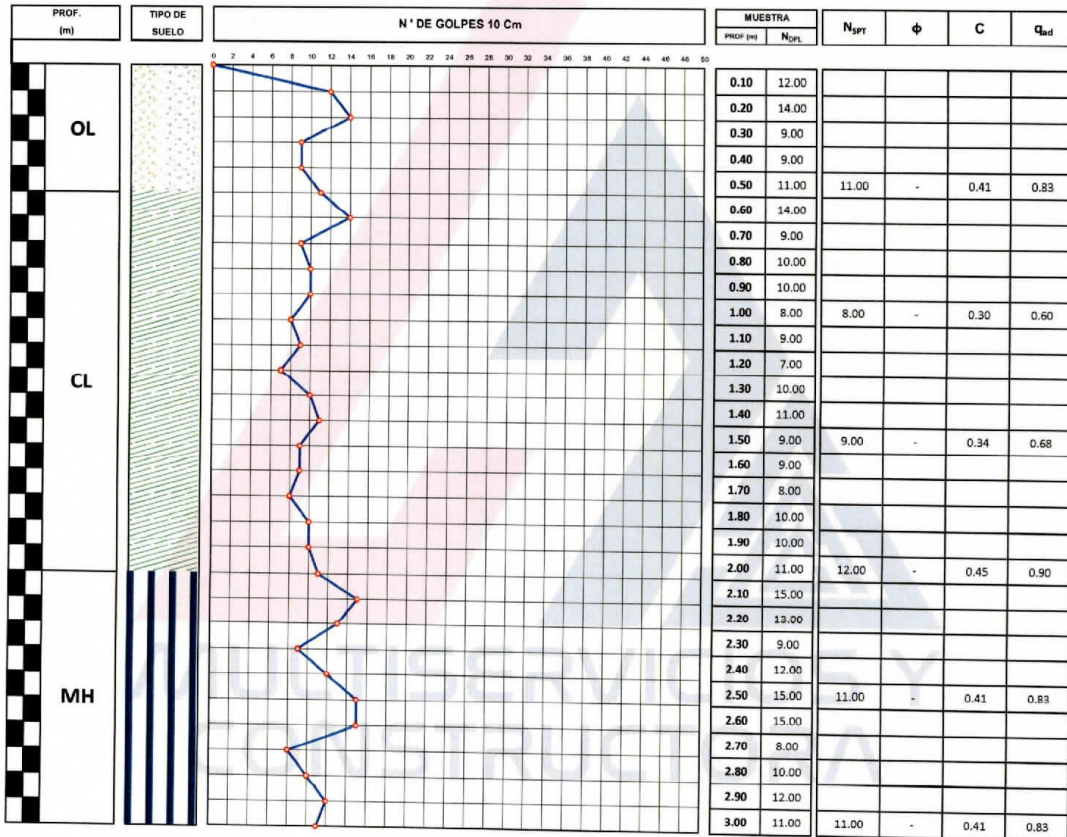 PROF. (m) TIPO DE SUELO N ' DE GOLPES 10 Cm MUESTRA N_SPT ϕ C q_ad
PROF (m) N_DPL
0 2 4 6 8 10 12 14 16 18 20 22 24 26 28 30 32 34 36 38 40 42 44 46 48 50
0.10 12.00
0.20 14.00
OL
0.30 9.00
0.40 9.00
0.50 11.00 11.00 - 0.41 0.83
0.60 14.00
0.70 9.00
0.80 10.00
0.90 10.00
1.00 8.00 8.00 - 0.30 0.60
1.10 9.00
1.20 7.00
CL
1.30 10.00
1.40 11.00
1.50 9.00 9.00 - 0.34 0.68
1.60 9.00
1.70 8.00
1.80 10.00
1.90 10.00
2.00 11.00 12.00 - 0.45 0.90
2.10 15.00
2.20 13.00
2.30 9.00
2.40 12.00
MH
2.50 15.00 11.00 - 0.41 0.83
2.60 15.00
2.70 8.00
2.80 10.00
2.90 12.00
3.00 11.00 11.00 - 0.41 0.83
MULTISERVICIOS Y
CONSTRUCTORA